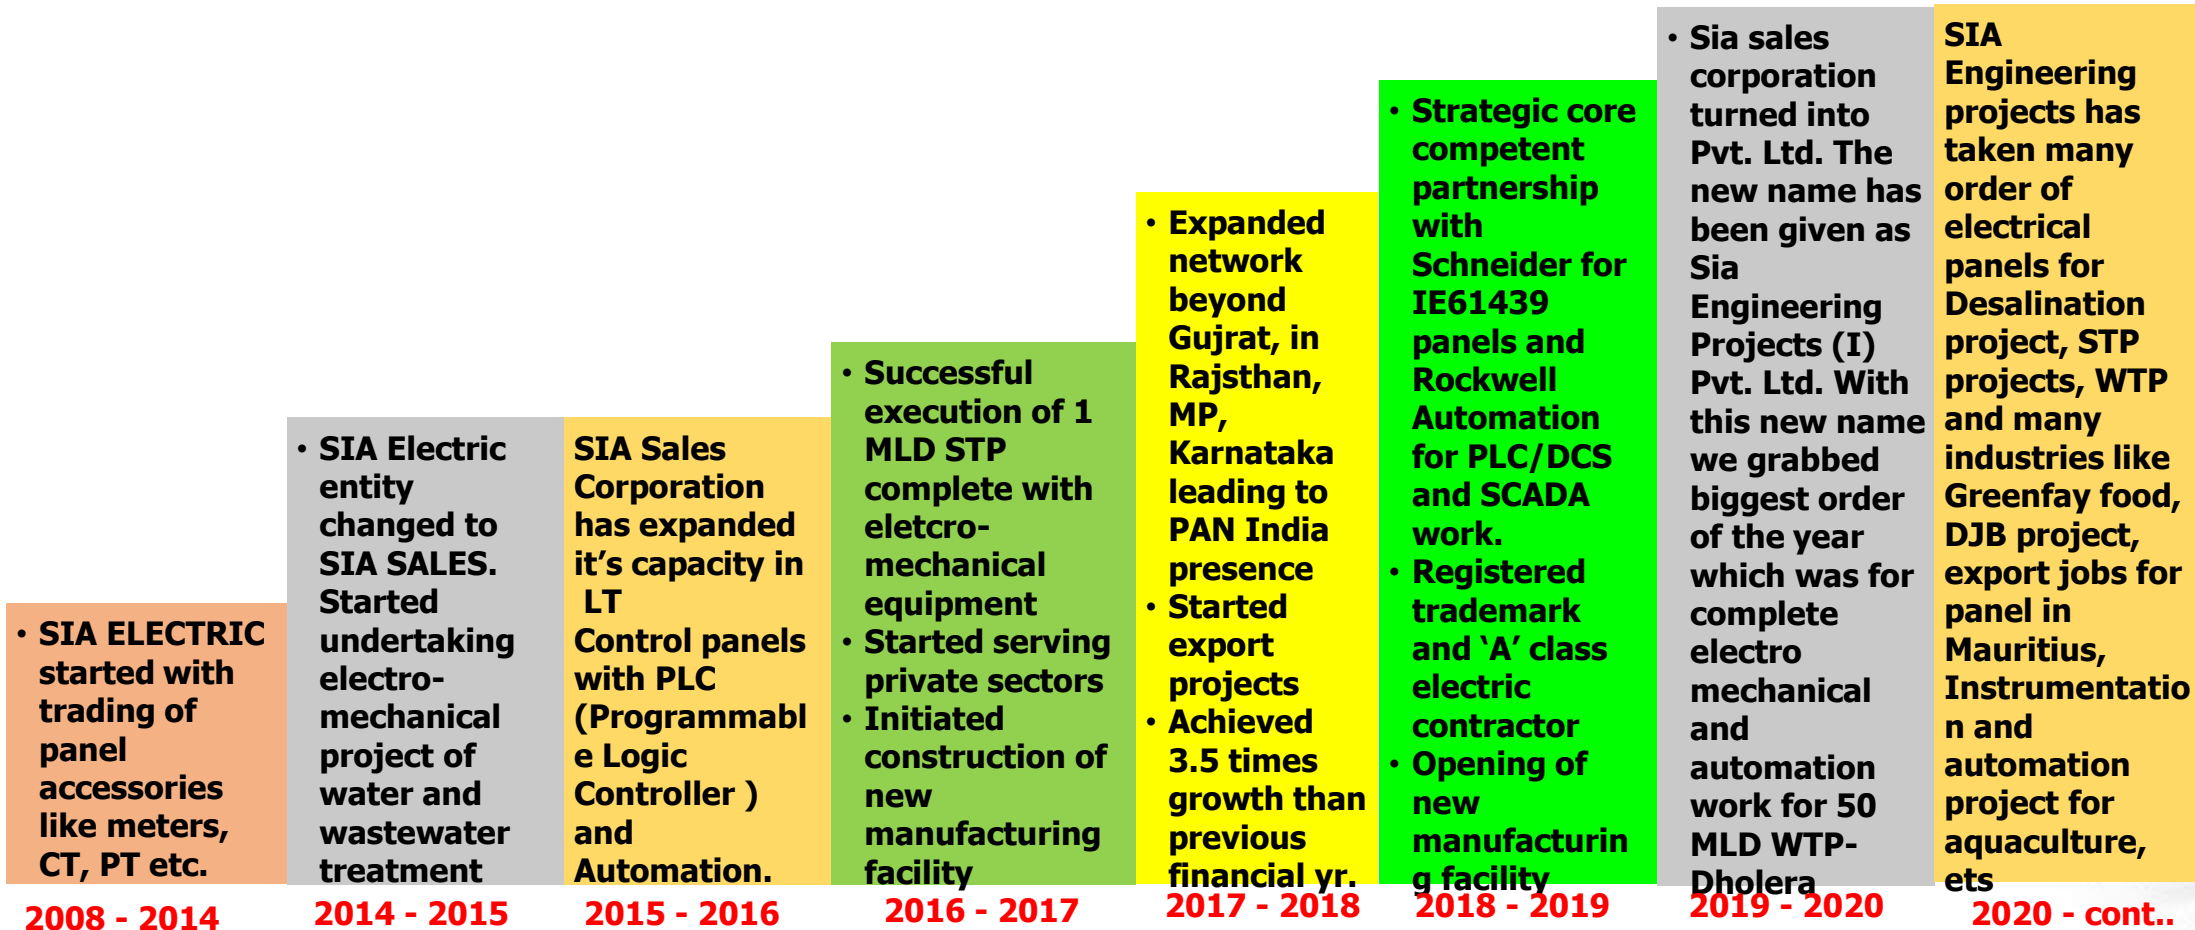 • SIA ELECTRIC
started with
trading of
panel
accessories
like meters,
CT, PT etc.
2008 - 2014
• SIA Electric
entity
changed to
SIA SALES.
Started
undertaking
electro-
mechanical
project of
water and
wastewater
treatment
2014 - 2015
SIA Sales
Corporation
has expanded
it’s capacity in
LT
Control panels
with PLC
(Programmabl
e Logic
Controller )
and
Automation.
2015 - 2016
• Successful
execution of 1
MLD STP
complete with
eletcro-
mechanical
equipment
• Started serving
private sectors
• Initiated
construction of
new
manufacturing
facility
2016 - 2017
• Expanded
network
beyond
Gujrat, in
Rajsthan,
MP,
Karnataka
leading to
PAN India
presence
• Started
export
projects
• Achieved
3.5 times
growth than
previous
financial yr.
2017 - 2018
• Strategic core
competent
partnership
with
Schneider for
IE61439
panels and
Rockwell
Automation
for PLC/DCS
and SCADA
work.
• Registered
trademark
and ‘A’ class
electric
contractor
• Opening of
new
manufacturin
g facility
2018 - 2019
• Sia sales
corporation
turned into
Pvt. Ltd. The
new name has
been given as
Sia
Engineering
Projects (I)
Pvt. Ltd. With
this new name
we grabbed
biggest order
of the year
which was for
complete
electro
mechanical
and
automation
work for 50
MLD WTP-
Dholera
2019 - 2020
SIA
Engineering
projects has
taken many
order of
electrical
panels for
Desalination
project, STP
projects, WTP
and many
industries like
Greenfay food,
DJB project,
export jobs for
panel in
Mauritius,
Instrumentatio
n and
automation
project for
aquaculture,
ets
2020 - cont..